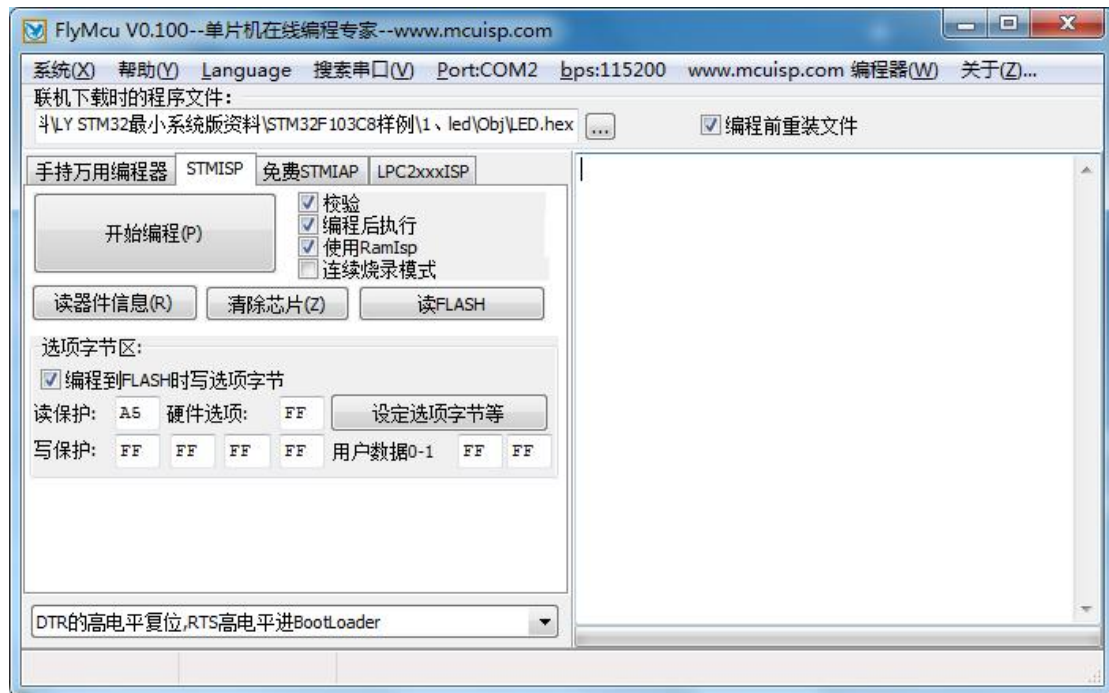 FlyMcu V0.100--单片机在线编程专家--www.mcuisp.com
系统(X) 帮助(Y) Language 搜索串口(V) Port:COM2 bps:115200 www.mcuisp.com 编程器(W) 关于(Z)...
联机下载时的程序文件:
\LY STM32最小系统版资料\STM32F103C8样例\1、led\Obj\LED.hex ... 编程前重装文件
手持万用编程器 STMISP 免费STMIAP LPC2xxxISP
开始编程(P)
校验
编程后执行
使用RamIsp
连续烧录模式
读器件信息(R) 清除芯片(Z) 读FLASH
选项字节区:
编程到FLASH时写选项字节
读保护: A5 硬件选项: FF 设定选项字节等
写保护: FF FF FF FF 用户数据0-1 FF FF
DTR的高电平复位,RTS高电平进BootLoader